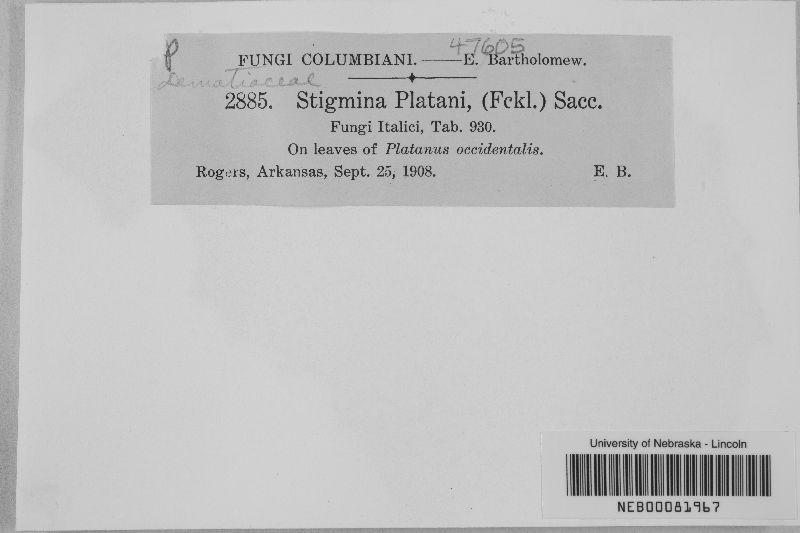 P
47605
FUNGI COLUMBIANI. —— E. Bartholomew.
Dematiaceae
2885. Stigmina Platani, (Fckl.) Sacc.
Fungi Italici, Tab. 930.
On leaves of Platanus occidentalis.
Rogers, Arkansas, Sept. 25, 1908. E. B.
University of Nebraska - Lincoln
NEB00081967